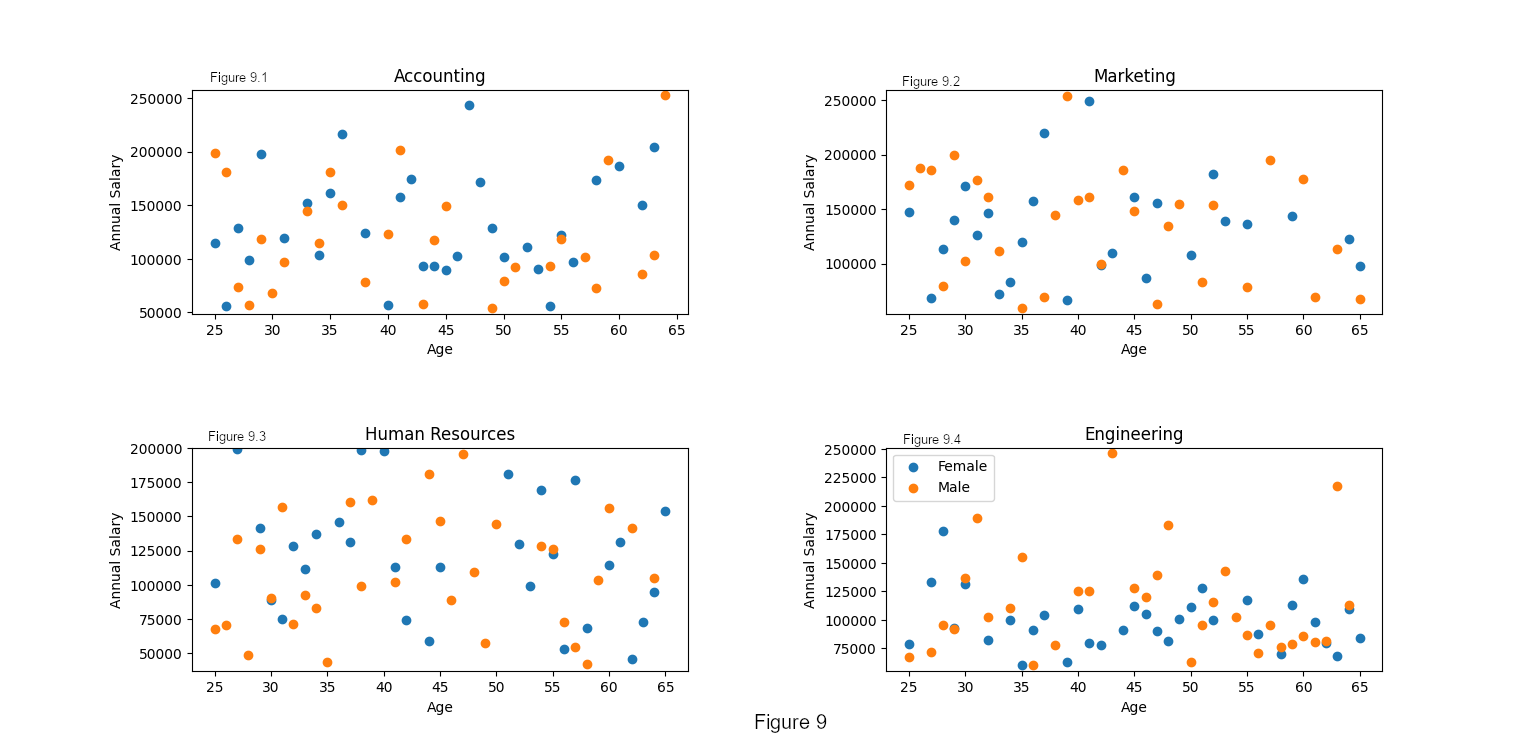 Figure 9.1
Accounting
250000
200000
150000
100000
50000
Annual Salary
25 30 35 40 45 50 55 60 65
Age
Figure 9.2
Marketing
250000
200000
150000
100000
Annual Salary
25 30 35 40 45 50 55 60 65
Age
Figure 9.3
Human Resources
200000
175000
150000
125000
100000
75000
50000
Annual Salary
25 30 35 40 45 50 55 60 65
Age
Figure 9.4
Engineering
Female
Male
250000
225000
200000
175000
150000
125000
100000
75000
Annual Salary
25 30 35 40 45 50 55 60 65
Age
Figure 9